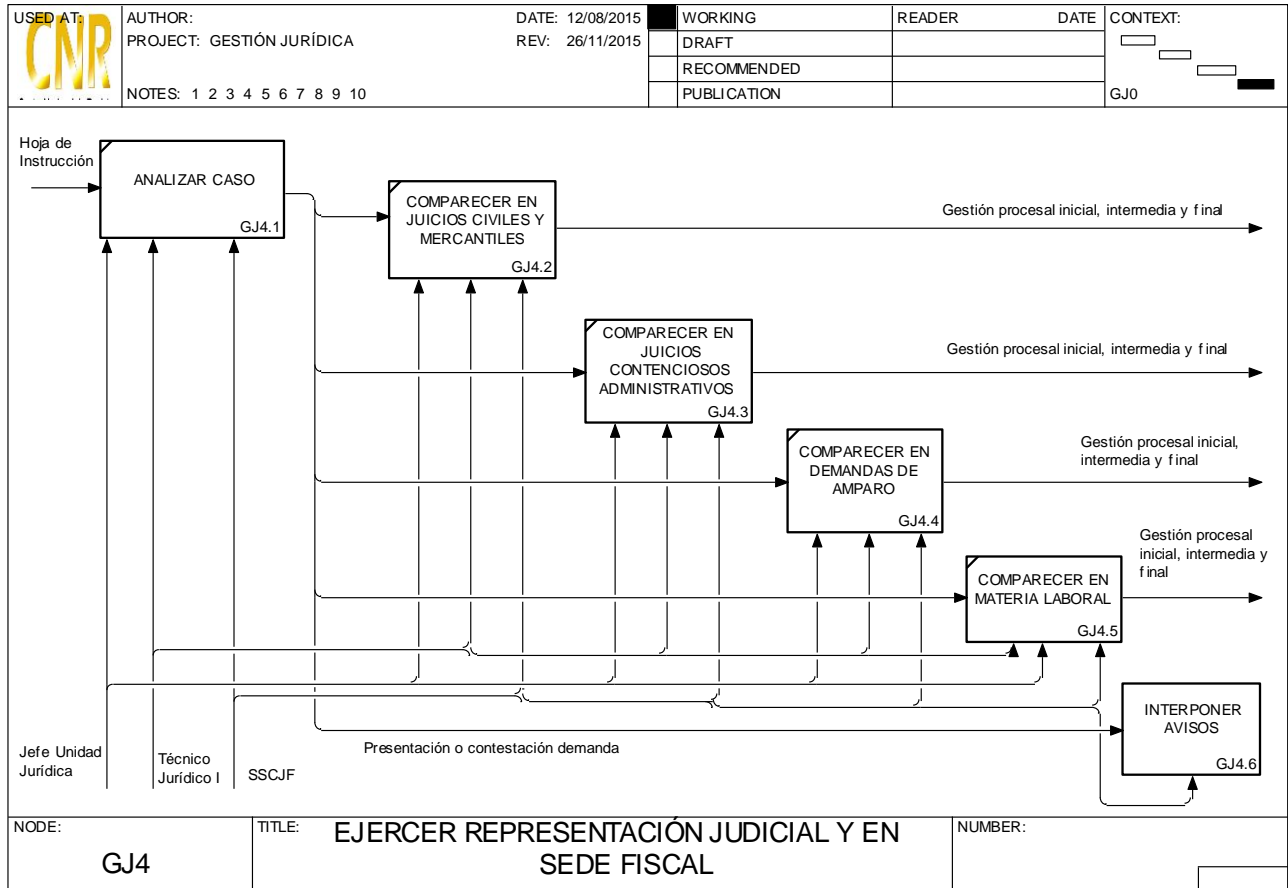 USED AT:
CNR
AUTHOR:
DATE: 12/08/2015
PROJECT: GESTIÓN JURÍDICA
REV: 26/11/2015
NOTES: 1 2 3 4 5 6 7 8 9 10
WORKING
DRAFT
RECOMMENDED
PUBLICATION
READER
DATE
CONTEXT:
GJ0
Hoja de
Instrucción
ANALIZAR CASO
GJ4.1
COMPARECER EN
JUICIOS CIVILES Y
MERCANTILES
GJ4.2
Gestión procesal inicial, intermedia y final
COMPARECER EN
JUICIOS
CONTENCIOSOS
ADMINISTRATIVOS
GJ4.3
Gestión procesal inicial, intermedia y final
COMPARECER EN
DEMANDAS DE
AMPARO
GJ4.4
Gestión procesal inicial,
intermedia y final
COMPARECER EN
MATERIA LABORAL
GJ4.5
Gestión procesal
inicial, intermedia y
final
INTERPONER
AVISOS
GJ4.6
Presentación o contestación demanda
Jefe Unidad
Jurídica
Técnico
Jurídico I
SSCJF
NODE:
GJ4
TITLE:
EJERCER REPRESENTACIÓN JUDICIAL Y EN
SEDE FISCAL
NUMBER: